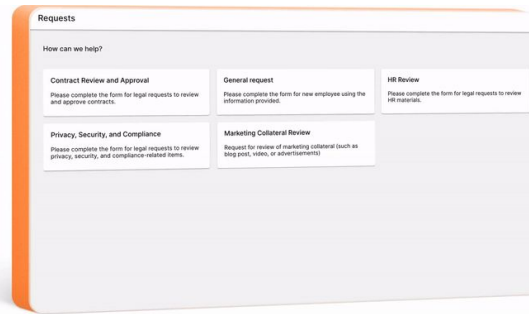 Requests
How can we help?
Contract Review and Approval
Please complete the form for legal requests to review
and approve contracts.
General request
Please complete the form for new employee using the
information provided.
HR Review
Please complete the form for legal requests to review
HR materials.
Privacy, Security, and Compliance
Please complete the form for legal requests to review
privacy, security, and compliance-related items.
Marketing Collateral Review
Request for review of marketing collateral (such as
blog post, video, or advertisements)